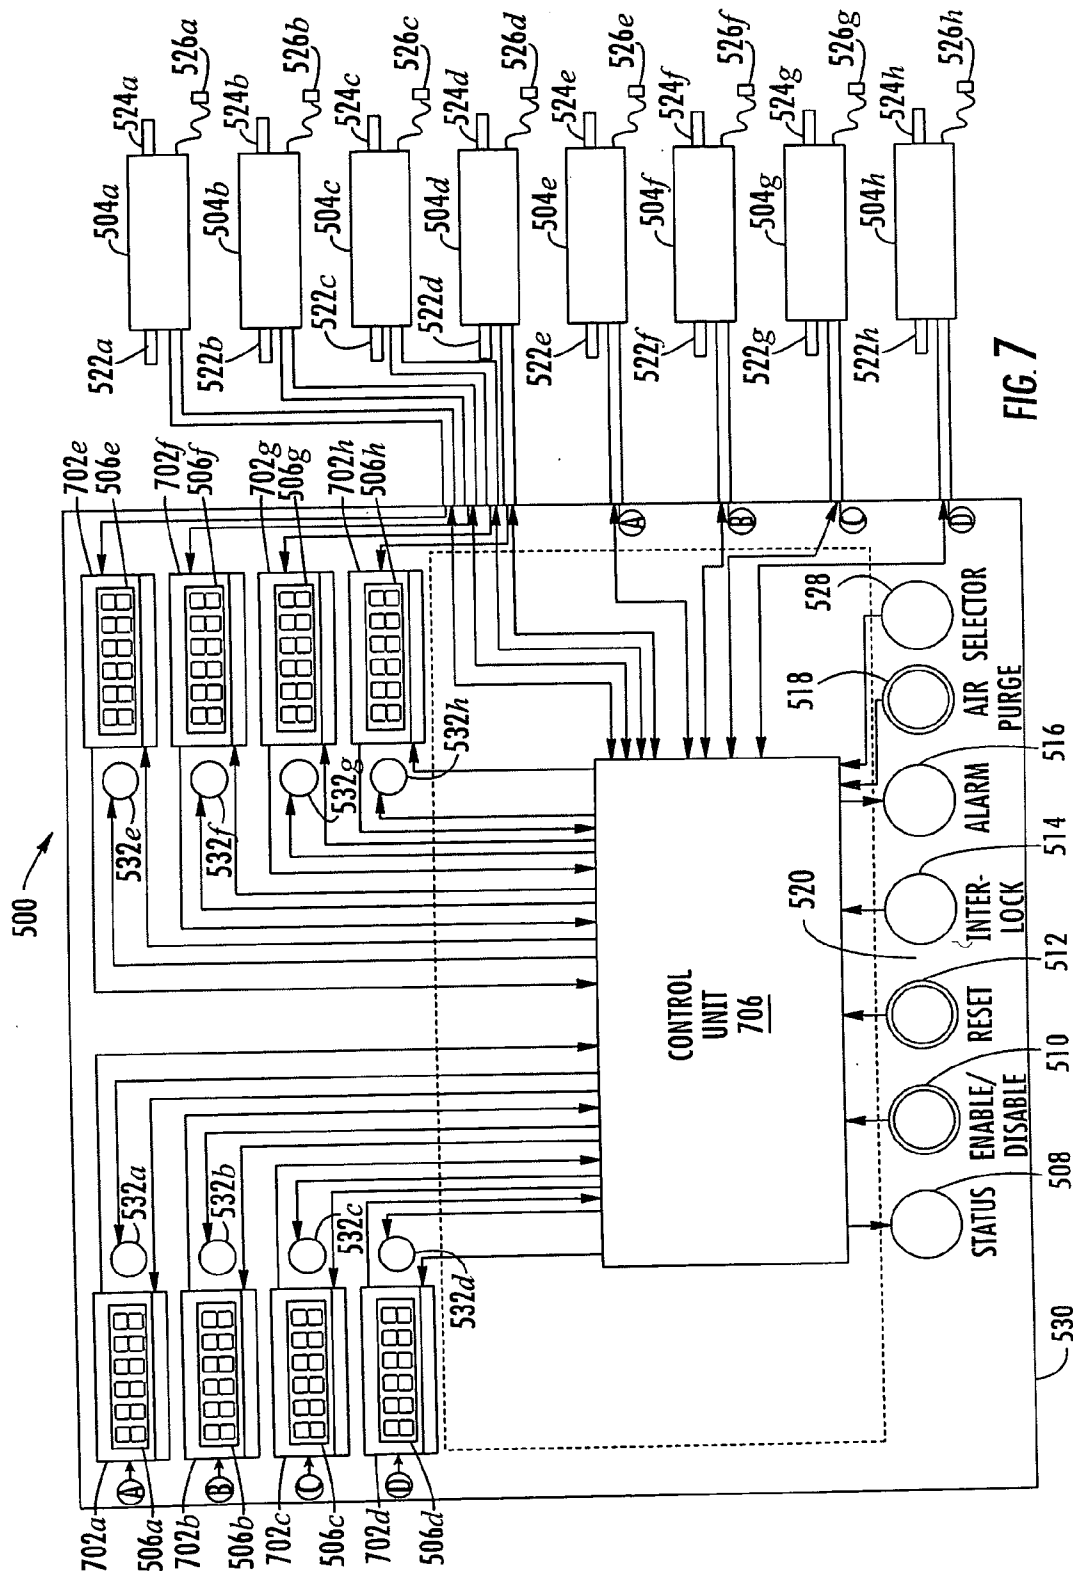 500
702e
506e
702f
506f
702g
506g
702h
506h
532e
532f
532g
532h
532a
532b
532c
532d
702a
506a
702b
506b
702c
506c
702d
506d
A
B
C
D
504a
524a
526a
522a
504b
524b
526b
522b
504c
524c
526c
522c
504d
524d
526d
522d
504e
524e
526e
522e
504f
524f
526f
522f
504g
524g
526g
522g
504h
524h
526h
522h
A
B
C
D
CONTROL
UNIT
706
520
528
518
516
514
512
510
508
530
STATUS
ENABLE/
DISABLE
RESET
INTER-
LOCK
ALARM
AIR
PURGE
SELECTOR
FIG. 7